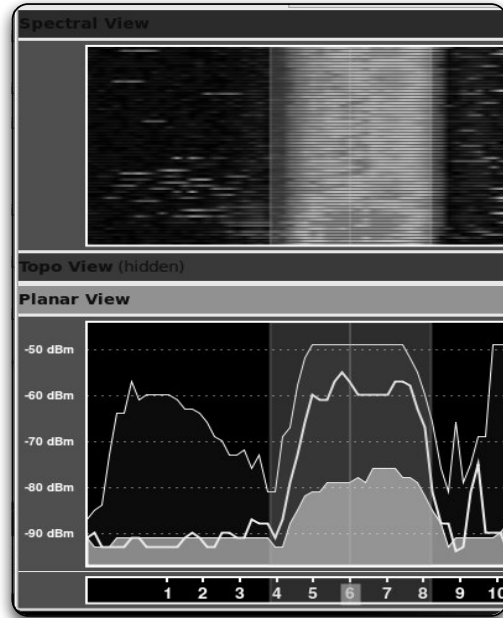 Spectral View
Topo View (hidden)
Planar View
-50 dBm
-60 dBm
-70 dBm
-80 dBm
-90 dBm
1 2 3 4 5 6 7 8 9 10